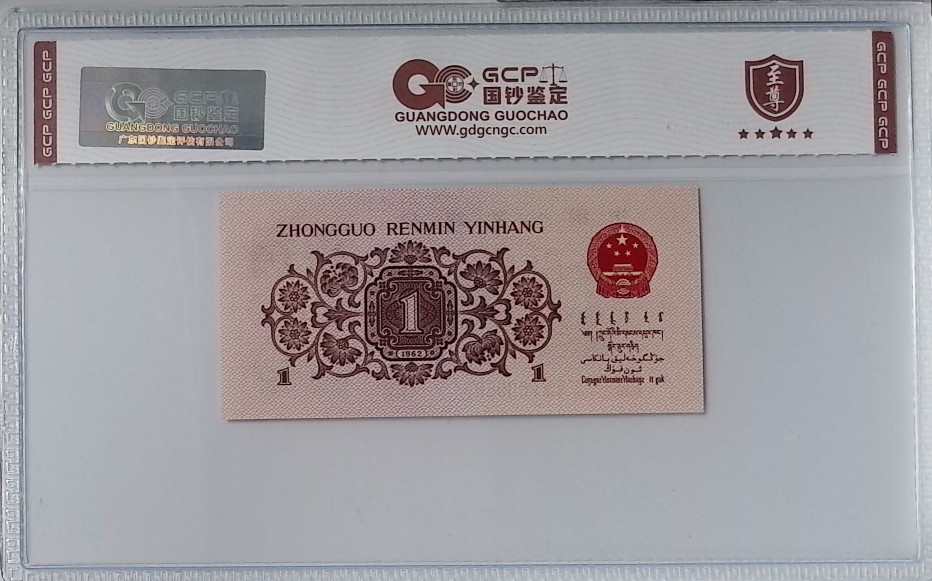 GCP GCP GCP
GCP
国钞鉴定
GUANGDONG GUOCHAO
广东国钞鉴定评估有限公司
GCP
国钞鉴定
GUANGDONG GUOCHAO
www.gdgcngc.com
至尊
GCP GCP GCP
ZHONGGUO RENMIN YINHANG
1
1962
1
1